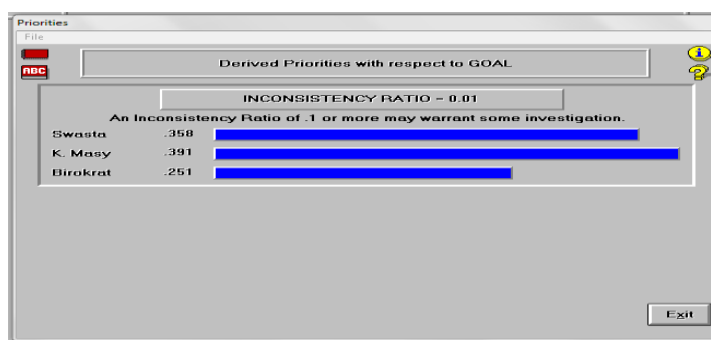 Priorities
File
ABC
Derived Priorities with respect to GOAL
i
?
INCONSISTENCY RATIO = 0.01
An Inconsistency Ratio of .1 or more may warrant some investigation.
Swasta .358
K. Masy .391
Birokrat .251
Exit